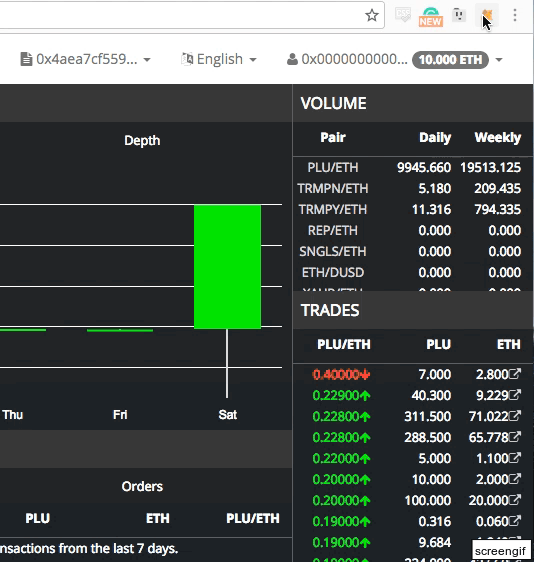 NEW
0x4aea7cf559... English 0x0000000000... 10.000 ETH
VOLUME
Depth
Pair Daily Weekly
PLU/ETH 9945.660 19513.125
TRMPN/ETH 5.180 209.435
TRMPY/ETH 11.316 794.335
REP/ETH 0.000 0.000
SNGLS/ETH 0.000 0.000
ETH/DUSD 0.000 0.000
TRADES
PLU/ETH PLU ETH
0.40000 7.000 2.800
0.22900 40.300 9.229
0.22800 311.500 71.022
0.22800 288.500 65.778
0.22000 5.000 1.100
0.20000 10.000 2.000
0.20000 100.000 20.000
0.19000 0.316 0.060
0.19000 9.684
Thu Fri Sat
Orders
PLU ETH PLU/ETH
nsactions from the last 7 days.
screengif